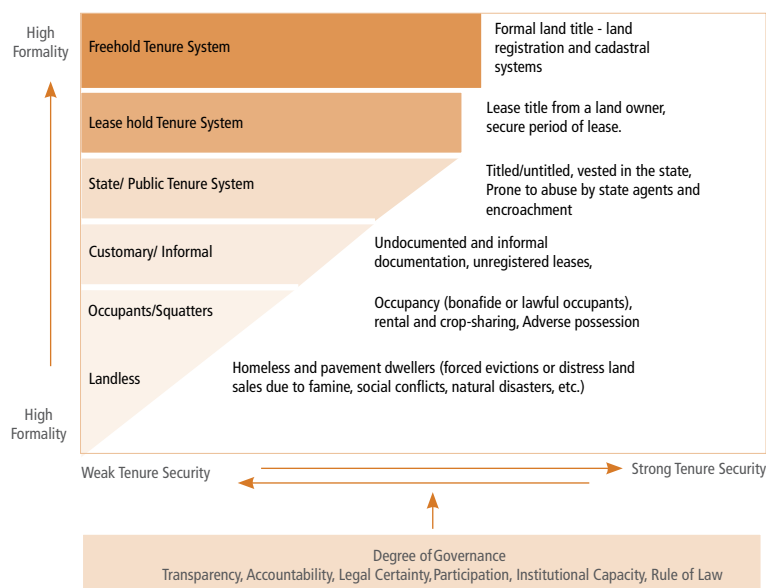 High
Formality
Freehold Tenure System
Formal land title - land
registration and cadastral
systems
Lease hold Tenure System
Lease title from a land owner,
secure period of lease.
State/ Public Tenure System
Titled/untitled, vested in the state,
Prone to abuse by state agents and
encroachment
Customary/ Informal
Undocumented and informal
documentation, unregistered leases,
Occupants/Squatters
Occupancy (bonafide or lawful occupants),
rental and crop-sharing, Adverse possession
Landless
Homeless and pavement dwellers (forced evictions or distress land
sales due to famine, social conflicts, natural disasters, etc.)
High
Formality
Weak Tenure Security
Strong Tenure Security
Degree of Governance
Transparency, Accountability, Legal Certainty, Participation, Institutional Capacity, Rule of Law